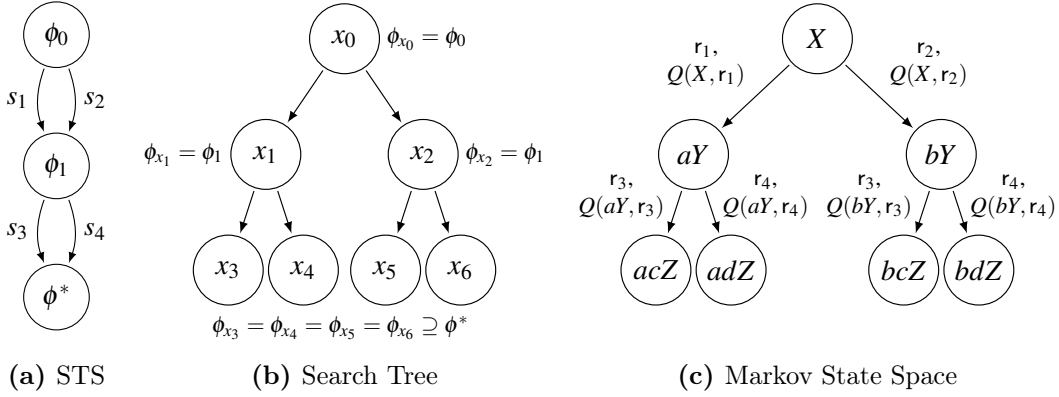 ϕ₀
s₁ s₂
ϕ₁
s₃ s₄
ϕ*
(a) STS
x₀ ϕₓ₀ = ϕ₀
ϕₓ₁ = ϕ₁ x₁ x₂ ϕₓ₂ = ϕ₁
x₃ x₄ x₅ x₆
ϕₓ₃ = ϕₓ₄ = ϕₓ₅ = ϕₓ₆ ⊇ ϕ*
(b) Search Tree
X
r₁, r₂,
Q(X, r₁) Q(X, r₂)
aY bY
r₃, r₄, r₃, r₄,
Q(aY, r₃) Q(aY, r₄) Q(bY, r₃) Q(bY, r₄)
acZ adZ bcZ bdZ
(c) Markov State Space